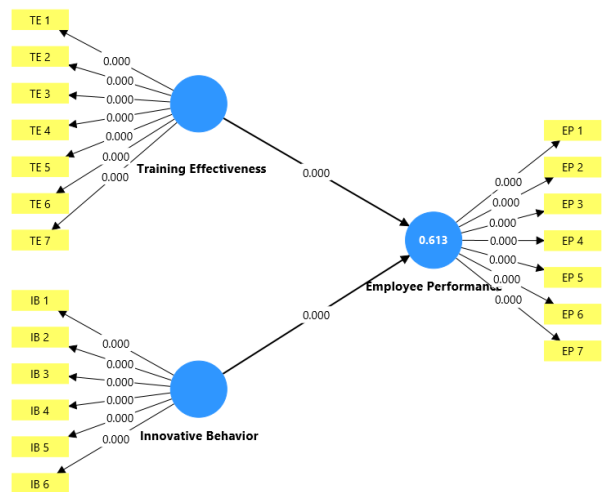 TE 1
TE 2
TE 3
TE 4
TE 5
TE 6
TE 7
0.000
0.000
0.000
0.000
0.000
0.000
0.000
Training Effectiveness
0.000
IB 1
IB 2
IB 3
IB 4
IB 5
IB 6
0.000
0.000
0.000
0.000
0.000
0.000
Innovative Behavior
0.000
0.613
Employee Performance
0.000
0.000
0.000
0.000
0.000
0.000
0.000
EP 1
EP 2
EP 3
EP 4
EP 5
EP 6
EP 7